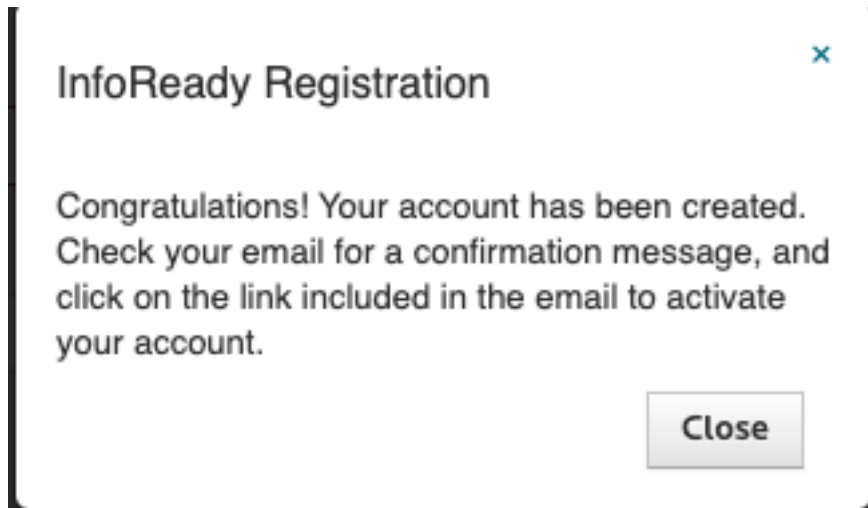 InfoReady Registration
×
Congratulations! Your account has been created.
Check your email for a confirmation message, and
click on the link included in the email to activate
your account.
Close